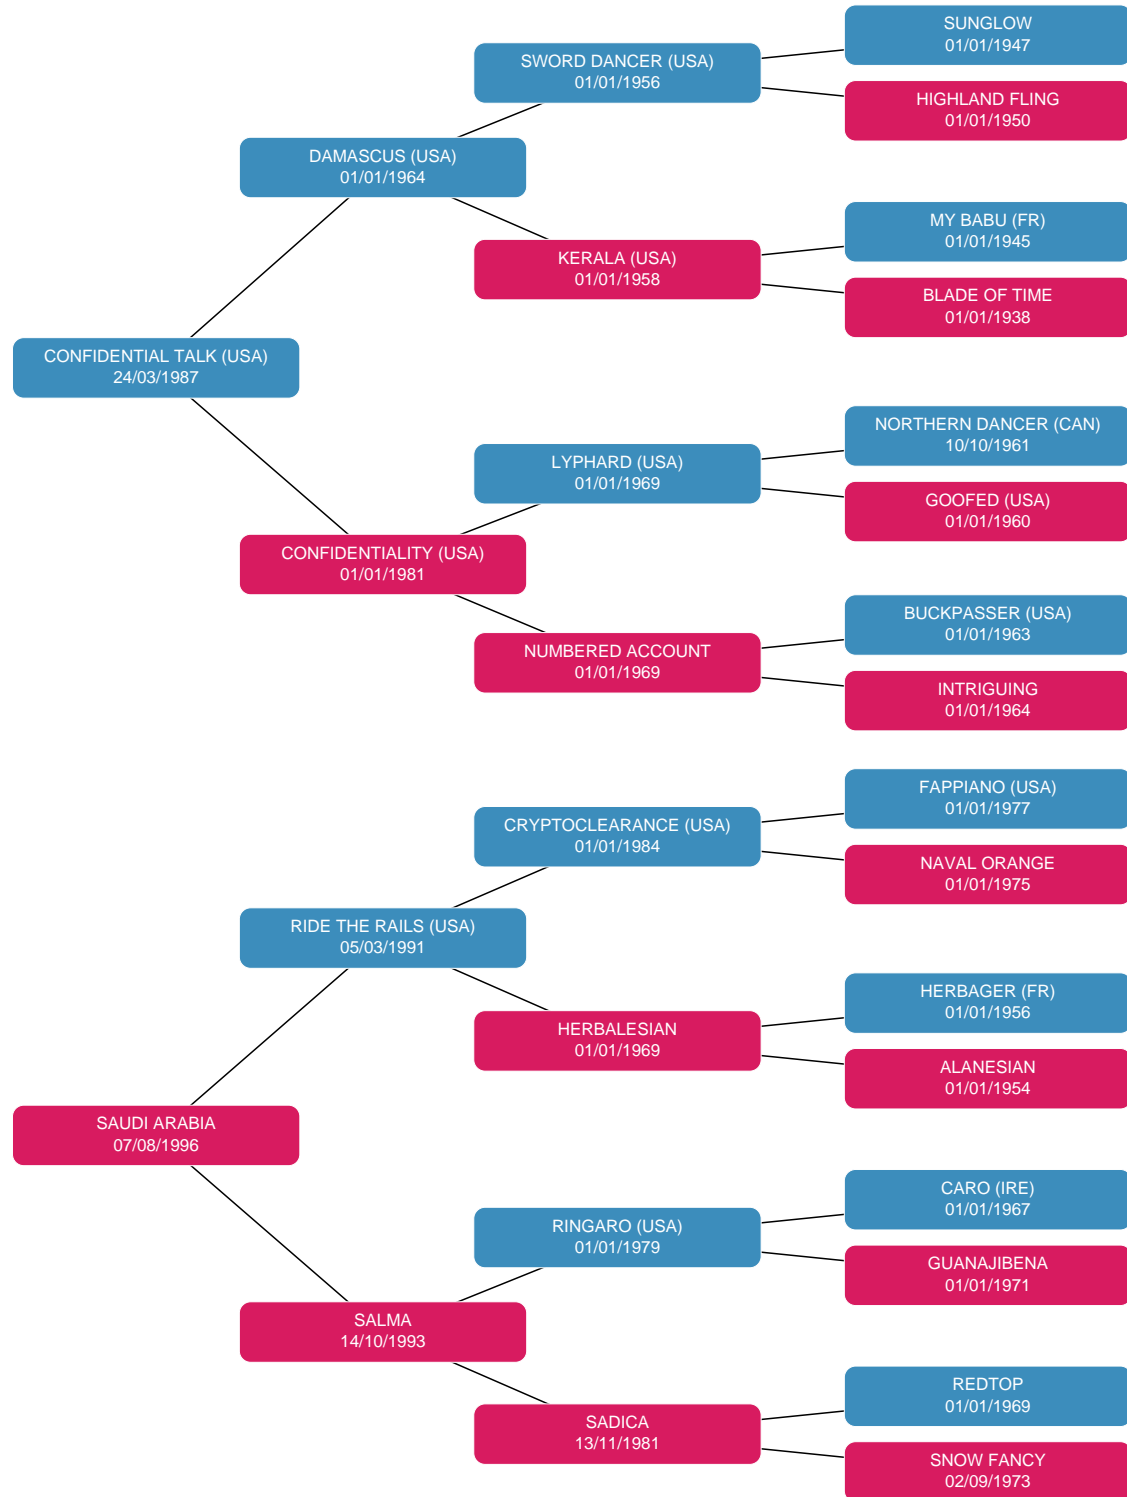 SUNGLOW
01/01/1947
SWORD DANCER (USA)
01/01/1956
HIGHLAND FLING
01/01/1950
DAMASCUS (USA)
01/01/1964
MY BABU (FR)
01/01/1945
KERALA (USA)
01/01/1958
BLADE OF TIME
01/01/1938
CONFIDENTIAL TALK (USA)
24/03/1987
NORTHERN DANCER (CAN)
10/10/1961
LYPHARD (USA)
01/01/1969
GOOFED (USA)
01/01/1960
CONFIDENTIALITY (USA)
01/01/1981
BUCKPASSER (USA)
01/01/1963
NUMBERED ACCOUNT
01/01/1969
INTRIGUING
01/01/1964
FAPPIANO (USA)
01/01/1977
CRYPTOCLEARANCE (USA)
01/01/1984
NAVAL ORANGE
01/01/1975
RIDE THE RAILS (USA)
05/03/1991
HERBAGER (FR)
01/01/1956
HERBALESIAN
01/01/1969
ALANESIAN
01/01/1954
SAUDI ARABIA
07/08/1996
CARO (IRE)
01/01/1967
RINGARO (USA)
01/01/1979
GUANAJIBENA
01/01/1971
SALMA
14/10/1993
REDTOP
01/01/1969
SADICA
13/11/1981
SNOW FANCY
02/09/1973